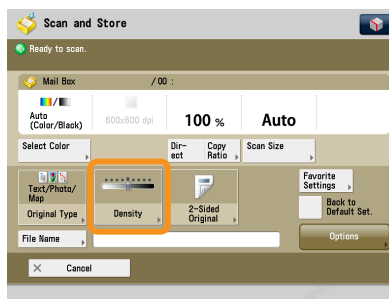 Scan and Store
Ready to scan.
Mail Box /00 :
Auto
(Color/Black)
600x600 dpi
100 %
Auto
Select Color
Dir-
ect
Copy
Ratio
Scan Size
Text/Photo/
Map
Original Type
Density
2-Sided
Original
Favorite
Settings
Back to
Default Set.
File Name
Options
× Cancel